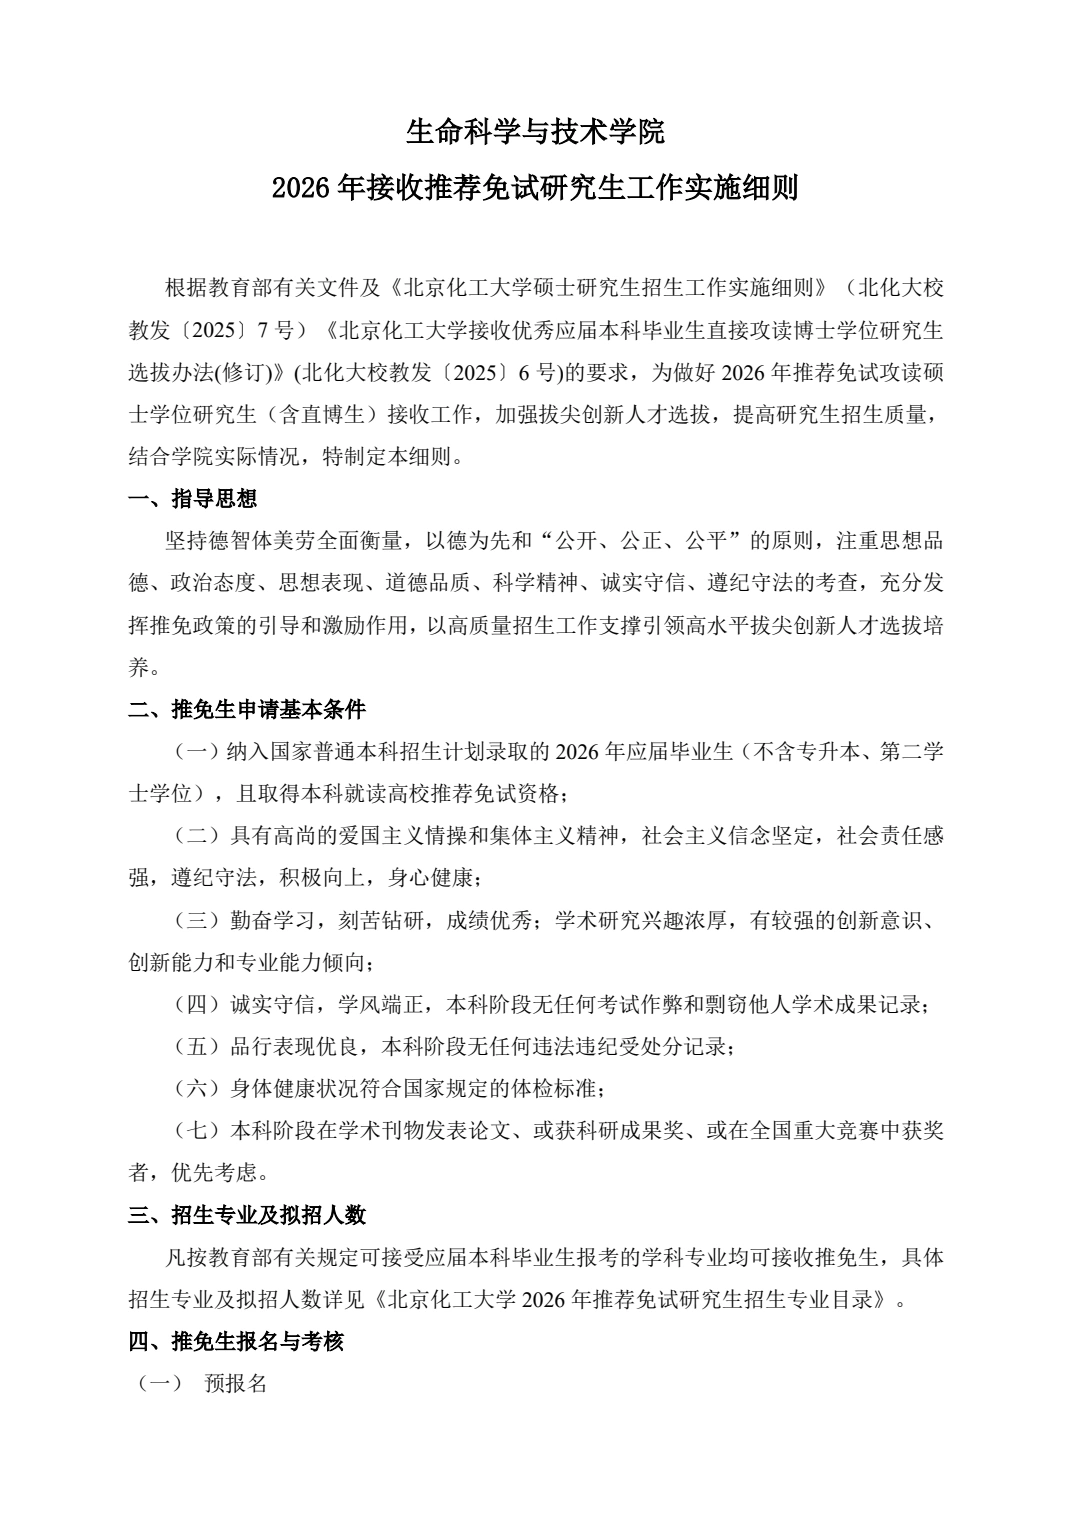 生命科学与技术学院
2026 年接收推荐免试研究生工作实施细则
根据教育部有关文件及《北京化工大学硕士研究生招生工作实施细则》（北化大校
教发〔2025〕7 号）《北京化工大学接收优秀应届本科毕业生直接攻读博士学位研究生
选拔办法(修订)》(北化大校教发〔2025〕6 号)的要求，为做好 2026 年推荐免试攻读硕
士学位研究生（含直博生）接收工作，加强拔尖创新人才选拔，提高研究生招生质量，
结合学院实际情况，特制定本细则。
一、指导思想
坚持德智体美劳全面衡量，以德为先和“公开、公正、公平”的原则，注重思想品
德、政治态度、思想表现、道德品质、科学精神、诚实守信、遵纪守法的考查，充分发
挥推免政策的引导和激励作用，以高质量招生工作支撑引领高水平拔尖创新人才选拔培
养。
二、推免生申请基本条件
（一）纳入国家普通本科招生计划录取的 2026 年应届毕业生（不含专升本、第二学
士学位），且取得本科就读高校推荐免试资格；
（二）具有高尚的爱国主义情操和集体主义精神，社会主义信念坚定，社会责任感
强，遵纪守法，积极向上，身心健康；
（三）勤奋学习，刻苦钻研，成绩优秀；学术研究兴趣浓厚，有较强的创新意识、
创新能力和专业能力倾向；
（四）诚实守信，学风端正，本科阶段无任何考试作弊和剽窃他人学术成果记录；
（五）品行表现优良，本科阶段无任何违法违纪受处分记录；
（六）身体健康状况符合国家规定的体检标准；
（七）本科阶段在学术刊物发表论文、或获科研成果奖、或在全国重大竞赛中获奖
者，优先考虑。
三、招生专业及拟招人数
凡按教育部有关规定可接受应届本科毕业生报考的学科专业均可接收推免生，具体
招生专业及拟招人数详见《北京化工大学 2026 年推荐免试研究生招生专业目录》。
四、推免生报名与考核
（一） 预报名